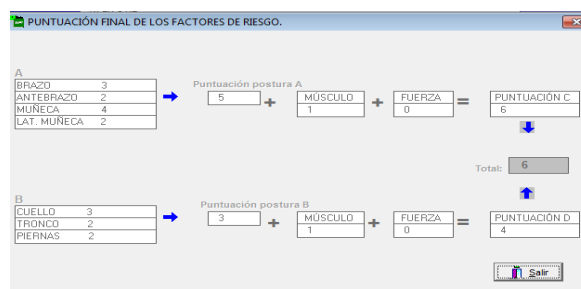 PUNTUACIÓN FINAL DE LOS FACTORES DE RIESGO.
A
BRAZO 3
ANTEBRAZO 2
MUÑECA 4
LAT. MUÑECA 2
Puntuación postura A
5 + MÚSCULO 1 + FUERZA 0 = PUNTUACIÓN C 6
Total: 6
B
CUELLO 3
TRONCO 2
PIERNAS 2
Puntuación postura B
3 + MÚSCULO 1 + FUERZA 0 = PUNTUACIÓN D 4
Salir